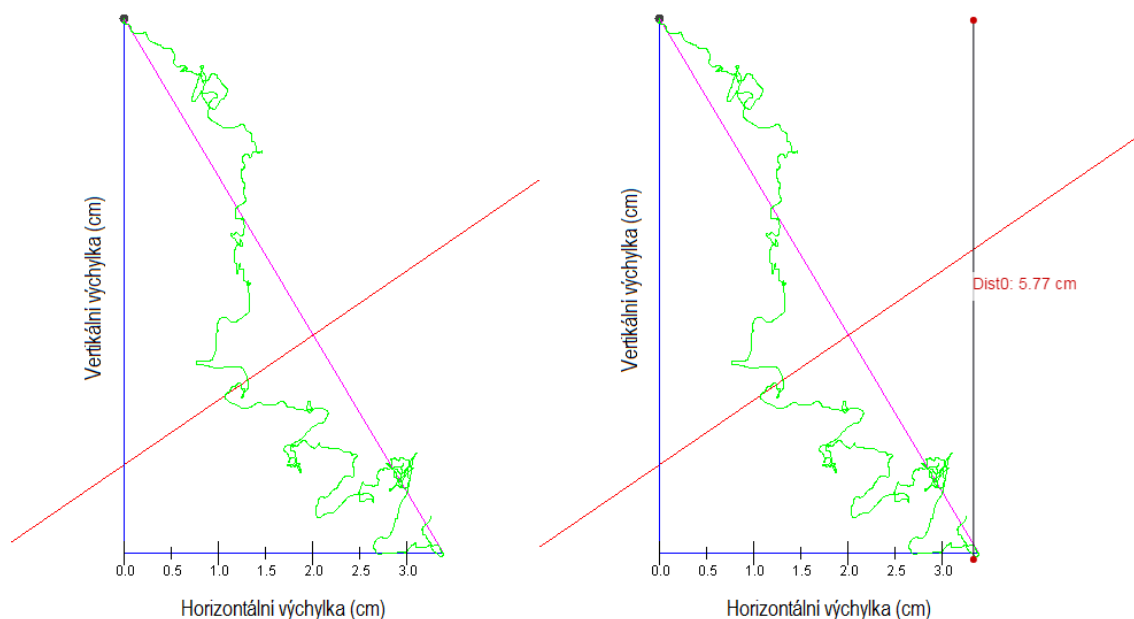 Vertikální výchylka (cm)
0.0 0.5 1.0 1.5 2.0 2.5 3.0
Horizontální výchylka (cm)
Vertikální výchylka (cm)
Dist0: 5.77 cm
0.0 0.5 1.0 1.5 2.0 2.5 3.0
Horizontální výchylka (cm)